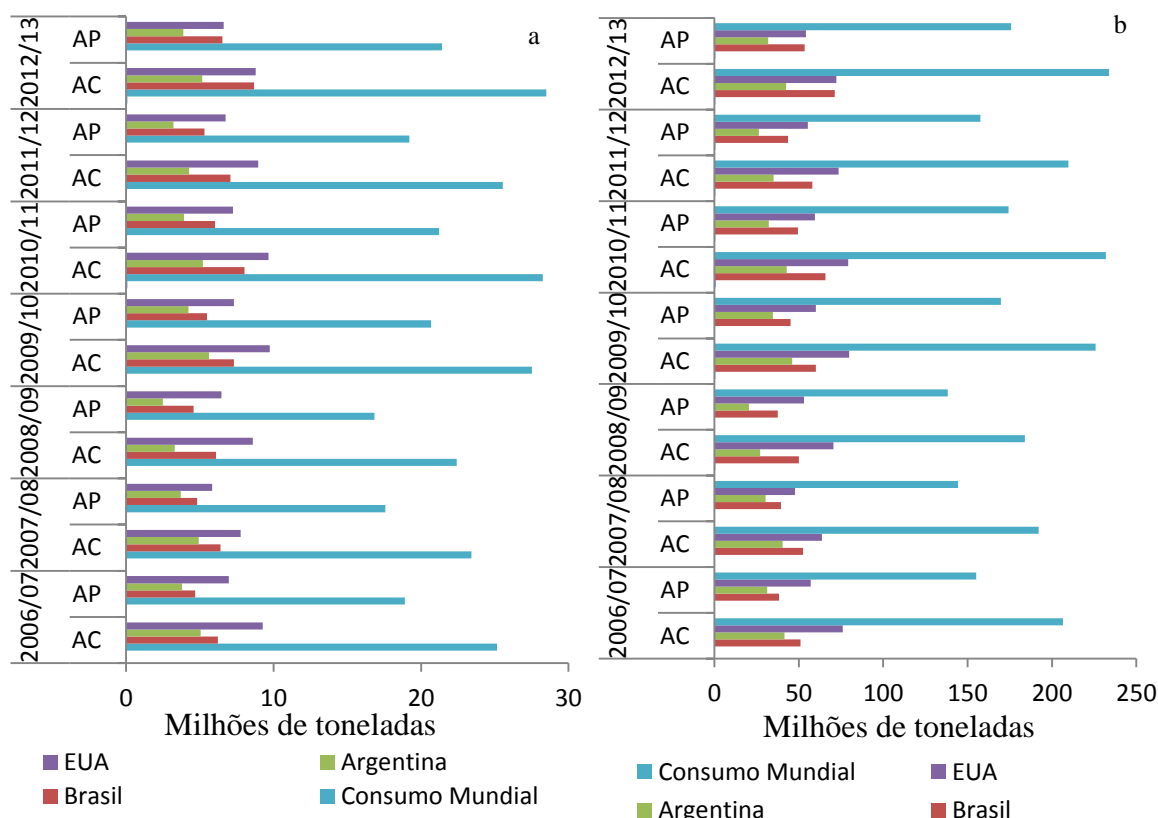 a
2012/13
AP
AC
2011/12
AP
AC
2010/11
AP
AC
2009/10
AP
AC
2008/09
AP
AC
2007/08
AP
AC
2006/07
AP
AC
0 10 20 30
Milhões de toneladas
EUA Argentina
Brasil Consumo Mundial
b
2012/13
AP
AC
2011/12
AP
AC
2010/11
AP
AC
2009/10
AP
AC
2008/09
AP
AC
2007/08
AP
AC
2006/07
AP
AC
0 50 100 150 200 250
Milhões de toneladas
Consumo Mundial EUA
Argentina Brasil